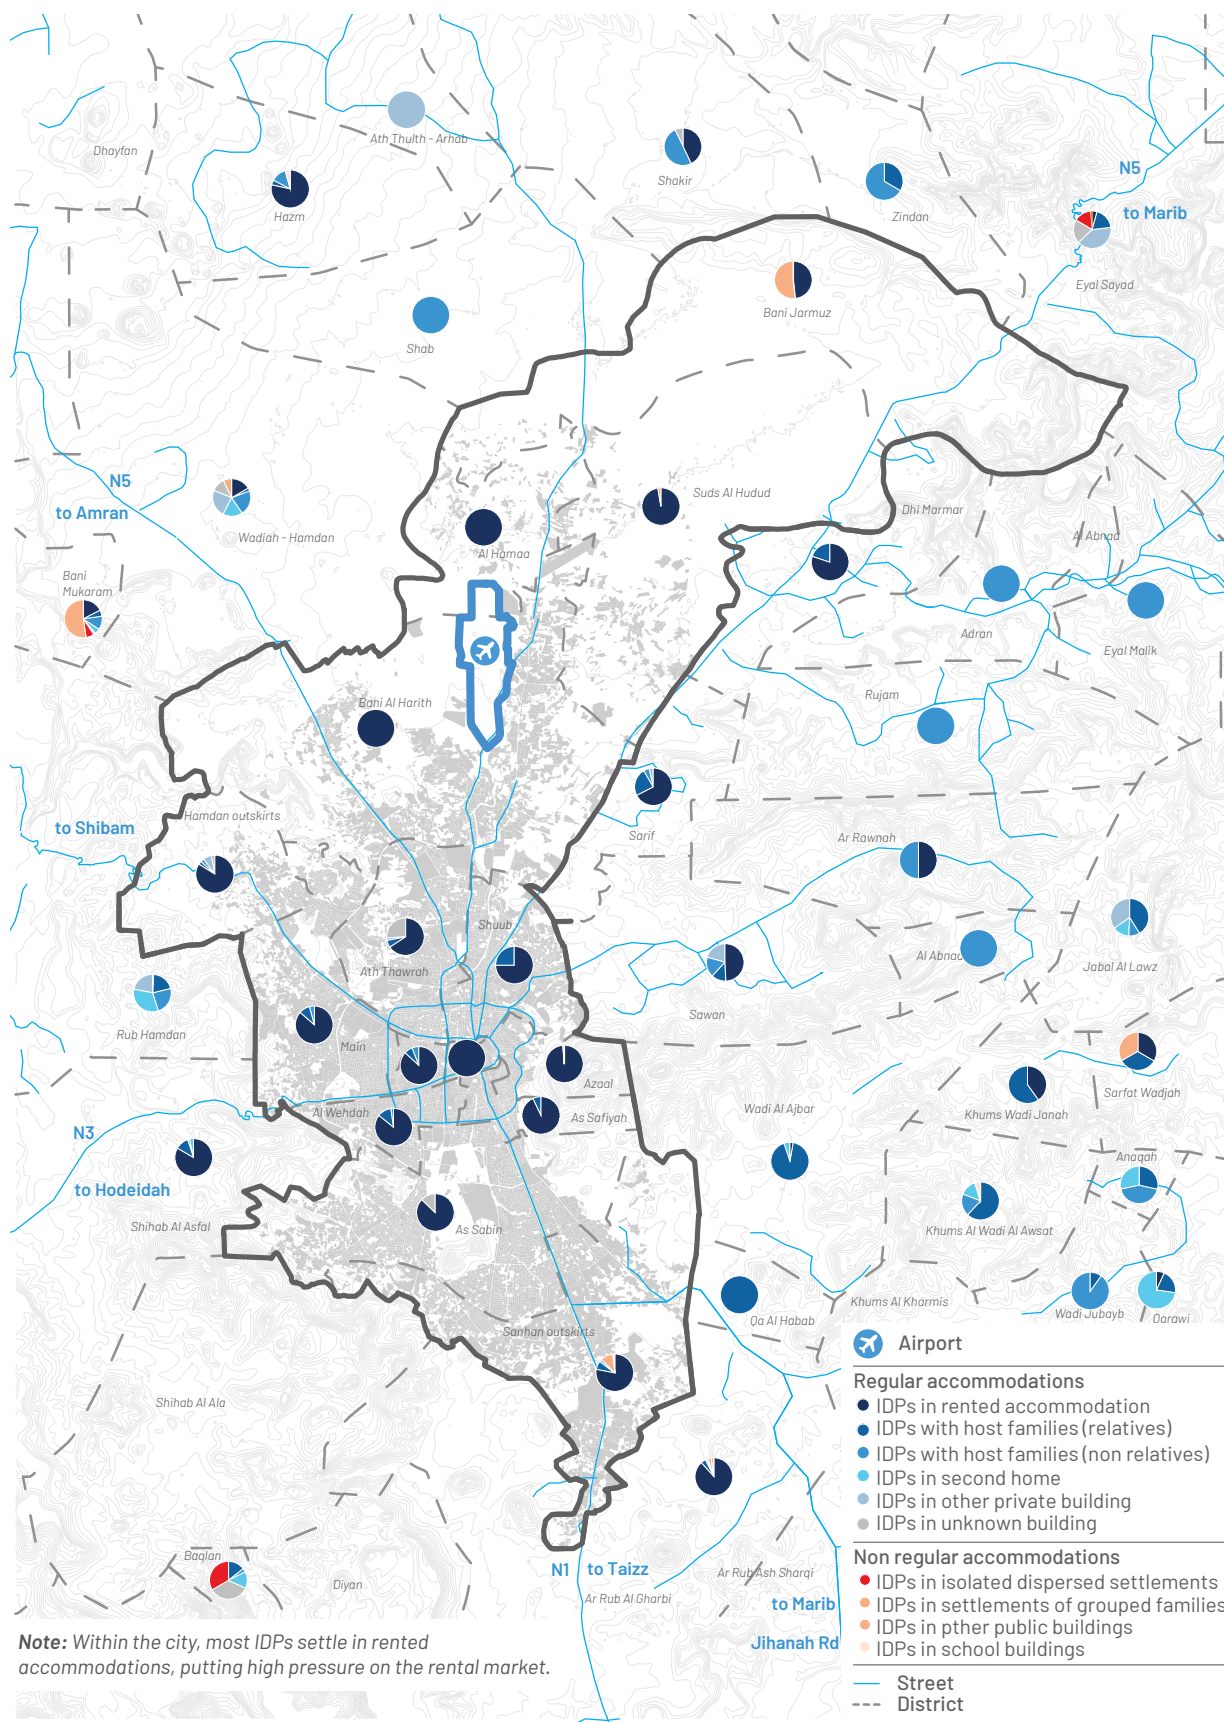 Dhayfan
Ath Thulth - Arhab
Hazm
Shakir
Zindan
N5
to Marib
Eyal Sayad
Bani Jarmuz
Shab
N5
to Amran
Wadiah - Hamdan
Suds Al Hudud
Dhi Marmar
Al Abnad
Al Hamaa
Bani
Mukaram
Adran
Eyal Malik
Rujam
Bani Al Harith
Hamdan outskirts
to Shibam
Sarif
Ar Rawnah
Shuub
Ath Thawrah
Al Abnad
Jabal Al Lawz
Rub Hamdan
Sawan
Main
Azaal
Al Wehdah
As Safiyah
Wadi Al Ajbar
Khums Wadi Janah
Sarfat Wadjah
N3
to Hodeidah
Anaqah
Shihab Al Asfal
As Sabin
Khums Al Wadi Al Awsat
Khums Al Kharmis
Qa Al Habab
Wadi Jubayb
Qarawi
Sanhan outskirts
Shihab Al Ala
Baqlan
Diyan
N1 to Taizz
Ar Rub Al Gharbi
Ar Rub Ash Sharqi
to Marib
Jihanah Rd
Airport
Regular accommodations
IDPs in rented accommodation
IDPs with host families (relatives)
IDPs with host families (non relatives)
IDPs in second home
IDPs in other private building
IDPs in unknown building
Non regular accommodations
IDPs in isolated dispersed settlements
IDPs in settlements of grouped families
IDPs in pther public buildings
IDPs in school buildings
Street
District
Note: Within the city, most IDPs settle in rented
accommodations, putting high pressure on the rental market.